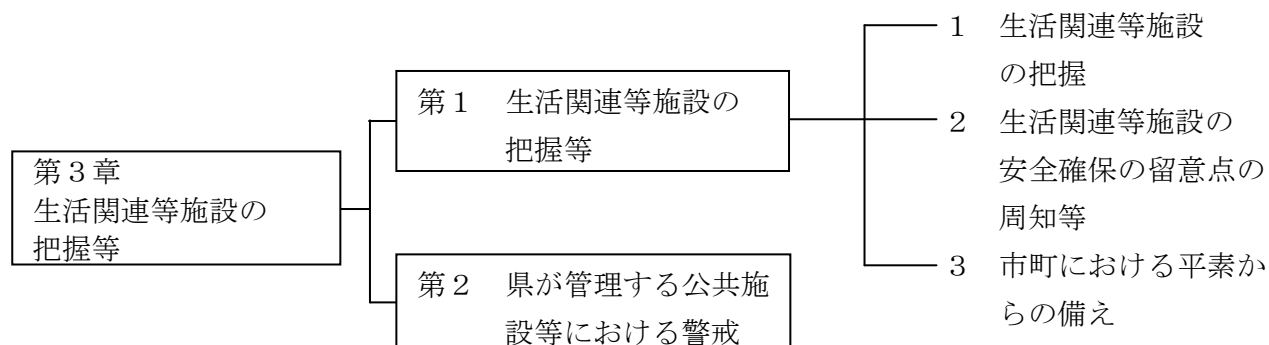 第３章
生活関連等施設の
把握等
第１　生活関連等施設の
把握等
第２　県が管理する公共施
設等における警戒
１　生活関連等施設
の把握
２　生活関連等施設の
安全確保の留意点の
周知等
３　市町における平素か
らの備え